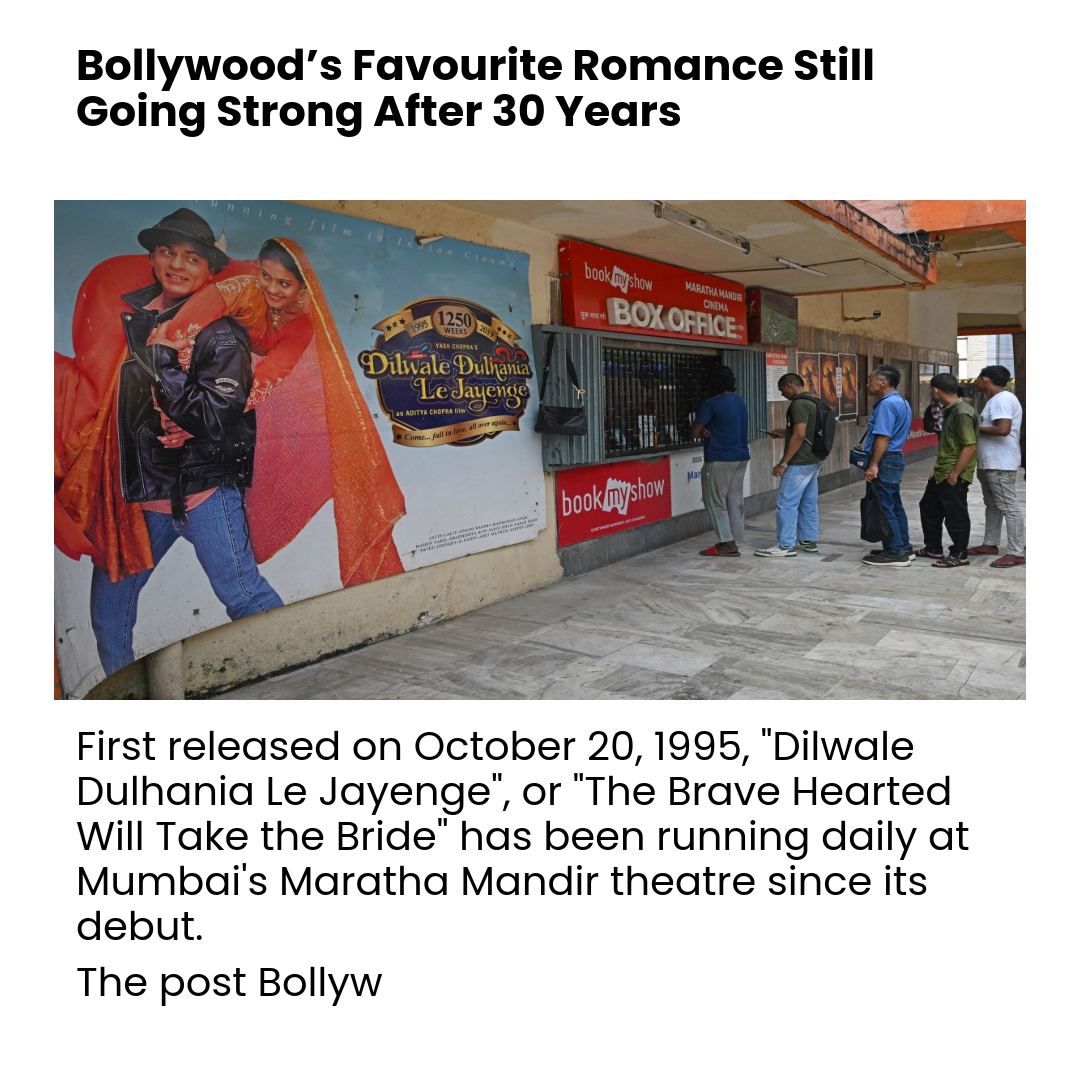 Bollywood’s Favourite Romance Still
Going Strong After 30 Years
unning film in Indian Cinema
1995 1250 WEEKS 2019
YASH CHOPRA'S
Dilwale Dulhania
Le Jayenge
an ADITYA CHOPRA film
Come... fall in love, all over again...
book my show
MARATHA MANDIR
CINEMA
BOX OFFICE
book my show
First released on October 20, 1995, "Dilwale
Dulhania Le Jayenge", or "The Brave Hearted
Will Take the Bride" has been running daily at
Mumbai's Maratha Mandir theatre since its
debut.
The post Bollyw